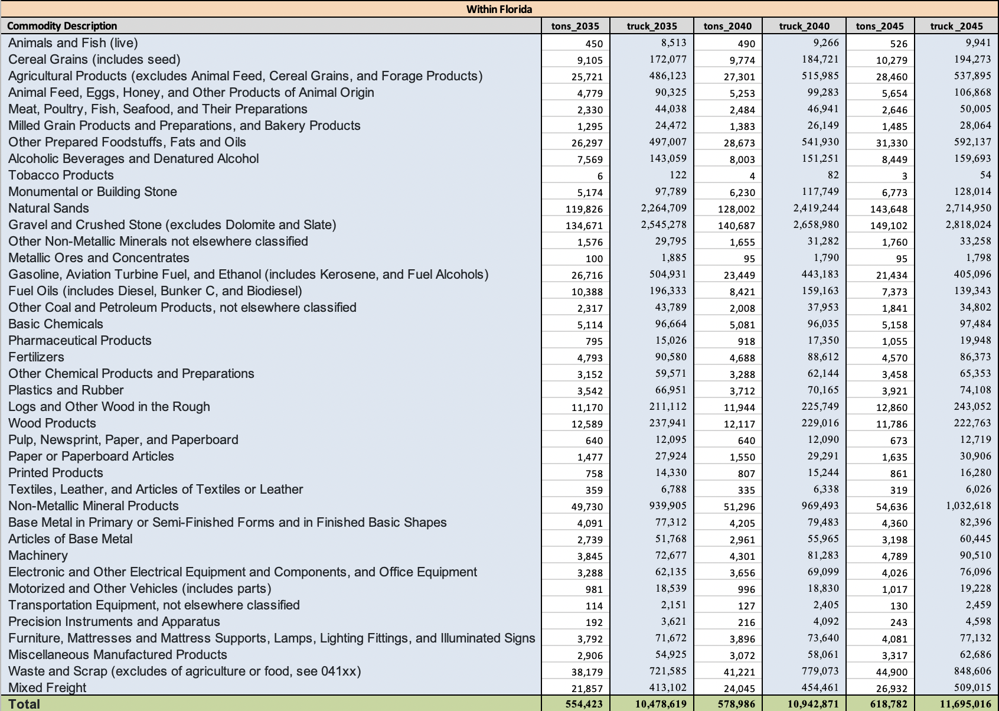 Within Florida
Commodity Description tons_2035 truck_2035 tons_2040 truck_2040 tons_2045 truck_2045
Animals and Fish (live) 450 8,513 490 9,266 526 9,941
Cereal Grains (includes seed) 9,105 172,077 9,774 184,721 10,279 194,273
Agricultural Products (excludes Animal Feed, Cereal Grains, and Forage Products) 25,721 486,123 27,301 515,985 28,460 537,895
Animal Feed, Eggs, Honey, and Other Products of Animal Origin 4,779 90,325 5,253 99,283 5,654 106,868
Meat, Poultry, Fish, Seafood, and Their Preparations 2,330 44,038 2,484 46,941 2,646 50,005
Milled Grain Products and Preparations, and Bakery Products 1,295 24,472 1,383 26,149 1,485 28,064
Other Prepared Foodstuffs, Fats and Oils 26,297 497,007 28,673 541,930 31,330 592,137
Alcoholic Beverages and Denatured Alcohol 7,569 143,059 8,003 151,251 8,449 159,693
Tobacco Products 6 122 4 82 3 54
Monumental or Building Stone 5,174 97,789 6,230 117,749 6,773 128,014
Natural Sands 119,826 2,264,709 128,002 2,419,244 143,648 2,714,950
Gravel and Crushed Stone (excludes Dolomite and Slate) 134,671 2,545,278 140,687 2,658,980 149,102 2,818,024
Other Non-Metallic Minerals not elsewhere classified 1,576 29,795 1,655 31,282 1,760 33,258
Metallic Ores and Concentrates 100 1,885 95 1,790 95 1,798
Gasoline, Aviation Turbine Fuel, and Ethanol (includes Kerosene, and Fuel Alcohols) 26,716 504,931 23,449 443,183 21,434 405,096
Fuel Oils (includes Diesel, Bunker C, and Biodiesel) 10,388 196,333 8,421 159,163 7,373 139,343
Other Coal and Petroleum Products, not elsewhere classified 2,317 43,789 2,008 37,953 1,841 34,802
Basic Chemicals 5,114 96,664 5,081 96,035 5,158 97,484
Pharmaceutical Products 795 15,026 918 17,350 1,055 19,948
Fertilizers 4,793 90,580 4,688 88,612 4,570 86,373
Other Chemical Products and Preparations 3,152 59,571 3,288 62,144 3,458 65,353
Plastics and Rubber 3,542 66,951 3,712 70,165 3,921 74,108
Logs and Other Wood in the Rough 11,170 211,112 11,944 225,749 12,860 243,052
Wood Products 12,589 237,941 12,117 229,016 11,786 222,763
Pulp, Newsprint, Paper, and Paperboard 640 12,095 640 12,090 673 12,719
Paper or Paperboard Articles 1,477 27,924 1,550 29,291 1,635 30,906
Printed Products 758 14,330 807 15,244 861 16,280
Textiles, Leather, and Articles of Textiles or Leather 359 6,788 335 6,338 319 6,026
Non-Metallic Mineral Products 49,730 939,905 51,296 969,493 54,636 1,032,618
Base Metal in Primary or Semi-Finished Forms and in Finished Basic Shapes 4,091 77,312 4,205 79,483 4,360 82,396
Articles of Base Metal 2,739 51,768 2,961 55,965 3,198 60,445
Machinery 3,845 72,677 4,301 81,283 4,789 90,510
Electronic and Other Electrical Equipment and Components, and Office Equipment 3,288 62,135 3,656 69,099 4,026 76,096
Motorized and Other Vehicles (includes parts) 981 18,539 996 18,830 1,017 19,228
Transportation Equipment, not elsewhere classified 114 2,151 127 2,405 130 2,459
Precision Instruments and Apparatus 192 3,621 216 4,092 243 4,598
Furniture, Mattresses and Mattress Supports, Lamps, Lighting Fittings, and Illuminated Signs 3,792 71,672 3,896 73,640 4,081 77,132
Miscellaneous Manufactured Products 2,906 54,925 3,072 58,061 3,317 62,686
Waste and Scrap (excludes of agriculture or food, see 041xx) 38,179 721,585 41,221 779,073 44,900 848,606
Mixed Freight 21,857 413,102 24,045 454,461 26,932 509,015
Total 554,423 10,478,619 578,986 10,942,871 618,782 11,695,016